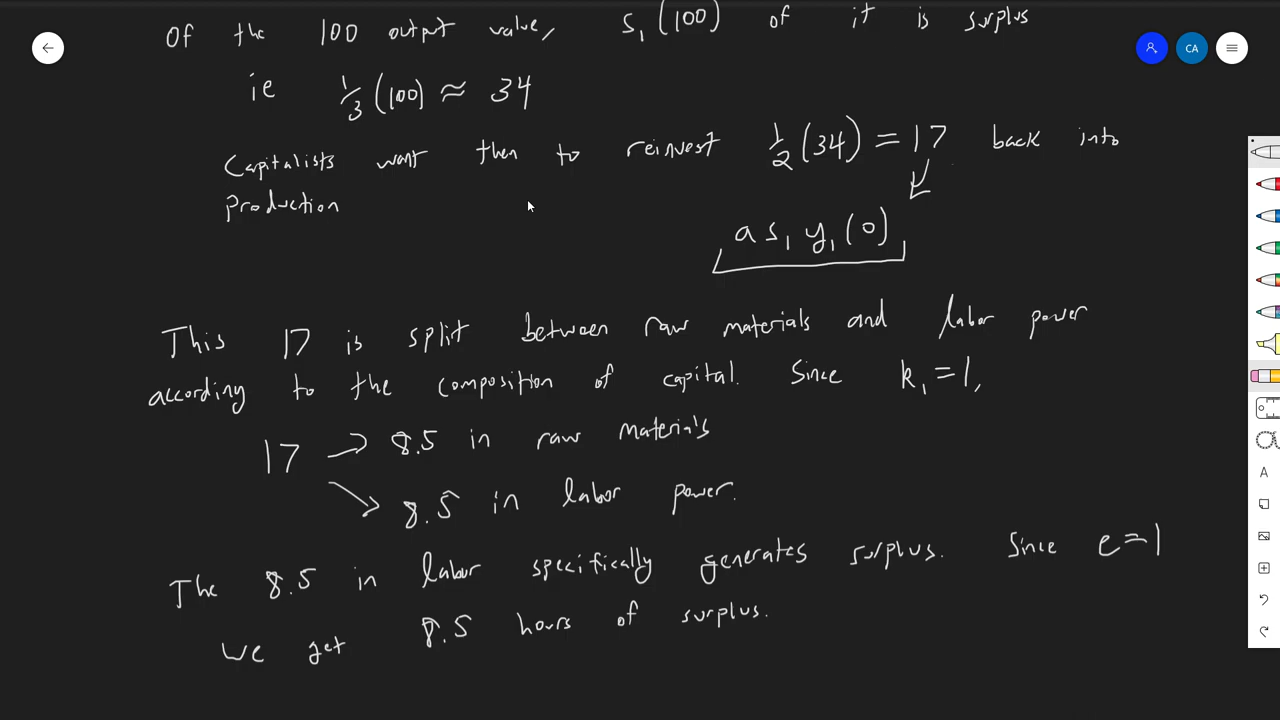 Of the 100 output value, s₁(100) of it is surplus
ie 1/3 (100) ≈ 34
Capitalists want then to reinvest 1/2 (34) = 17 back into
production
a s₁ y₁(0)
This 17 is split between raw materials and labor power
according to the composition of capital. Since k₁ = 1,
17 → 8.5 in raw materials
→ 8.5 in labor power.
The 8.5 in labor specifically generates surplus. Since e = 1
we get 8.5 hours of surplus.
CA
A